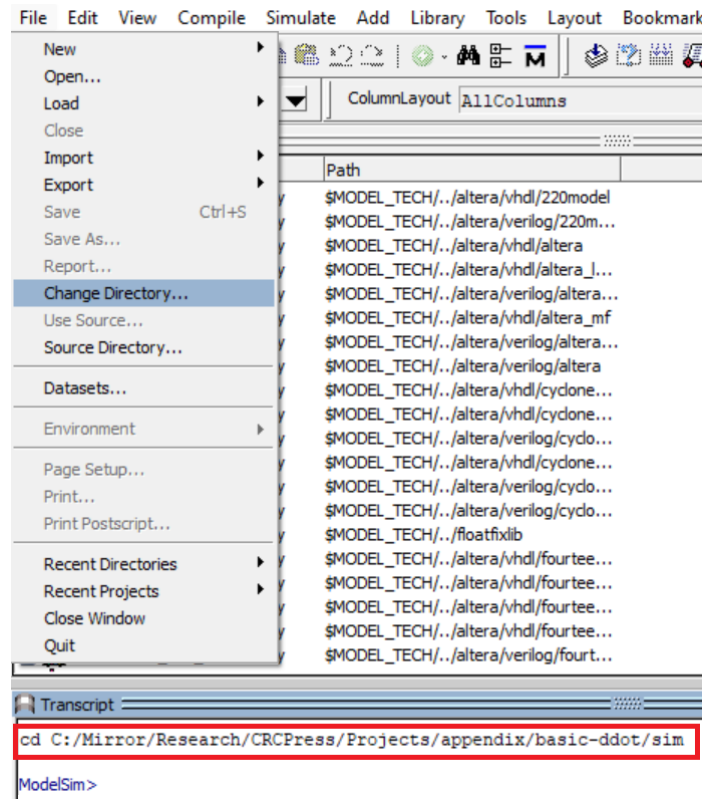 File Edit View Compile Simulate Add Library Tools Layout Bookmark
New
Open...
Load
ColumnLayout AllColumns
Close
Import
Path
Export
y $MODEL_TECH/../altera/vhdl/220model
Save Ctrl+S
y $MODEL_TECH/../altera/verilog/220m...
Save As...
y $MODEL_TECH/../altera/vhdl/altera
Report...
y $MODEL_TECH/../altera/vhdl/altera_l...
Change Directory...
y $MODEL_TECH/../altera/verilog/altera...
Use Source...
y $MODEL_TECH/../altera/vhdl/altera_mf
Source Directory...
y $MODEL_TECH/../altera/verilog/altera...
y $MODEL_TECH/../altera/verilog/altera
Datasets...
y $MODEL_TECH/../altera/vhdl/cyclone...
y $MODEL_TECH/../altera/vhdl/cyclone...
Environment
y $MODEL_TECH/../altera/verilog/cyclo...
y $MODEL_TECH/../altera/vhdl/cyclone...
Page Setup...
y $MODEL_TECH/../altera/verilog/cyclo...
Print...
y $MODEL_TECH/../altera/verilog/cyclo...
Print Postscript...
y $MODEL_TECH/../floatfixlib
y $MODEL_TECH/../altera/vhdl/fourtee...
Recent Directories
y $MODEL_TECH/../altera/vhdl/fourtee...
Recent Projects
y $MODEL_TECH/../altera/vhdl/fourtee...
Close Window
y $MODEL_TECH/../altera/vhdl/fourtee...
Quit
y $MODEL_TECH/../altera/verilog/fourt...
Transcript
cd C:/Mirror/Research/CRCPress/Projects/appendix/basic-ddot/sim
ModelSim>